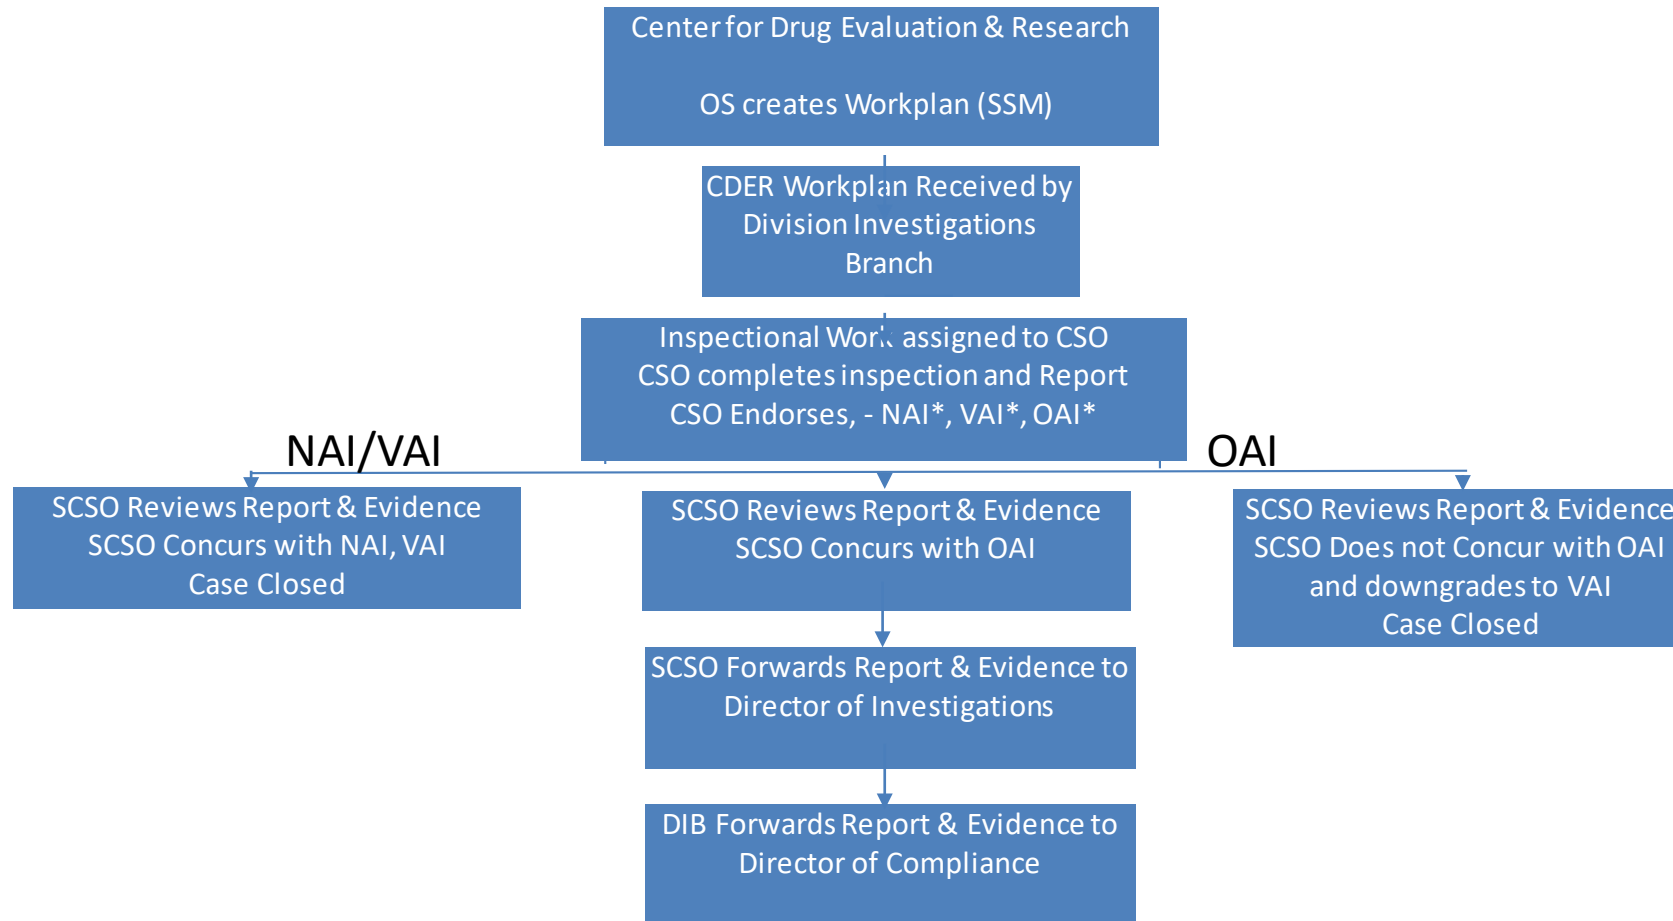 Center for Drug Evaluation & Research
OS creates Workplan (SSM)
CDER Workplan Received by
Division Investigations
Branch
Inspectional Work assigned to CSO
CSO completes inspection and Report
CSO Endorses, - NAI*, VAI*, OAI*
NAI/VAI
OAI
SCSO Reviews Report & Evidence
SCSO Concurs with NAI, VAI
Case Closed
SCSO Reviews Report & Evidence
SCSO Concurs with OAI
SCSO Reviews Report & Evidence
SCSO Does not Concur with OAI
and downgrades to VAI
Case Closed
SCSO Forwards Report & Evidence to
Director of Investigations
DIB Forwards Report & Evidence to
Director of Compliance